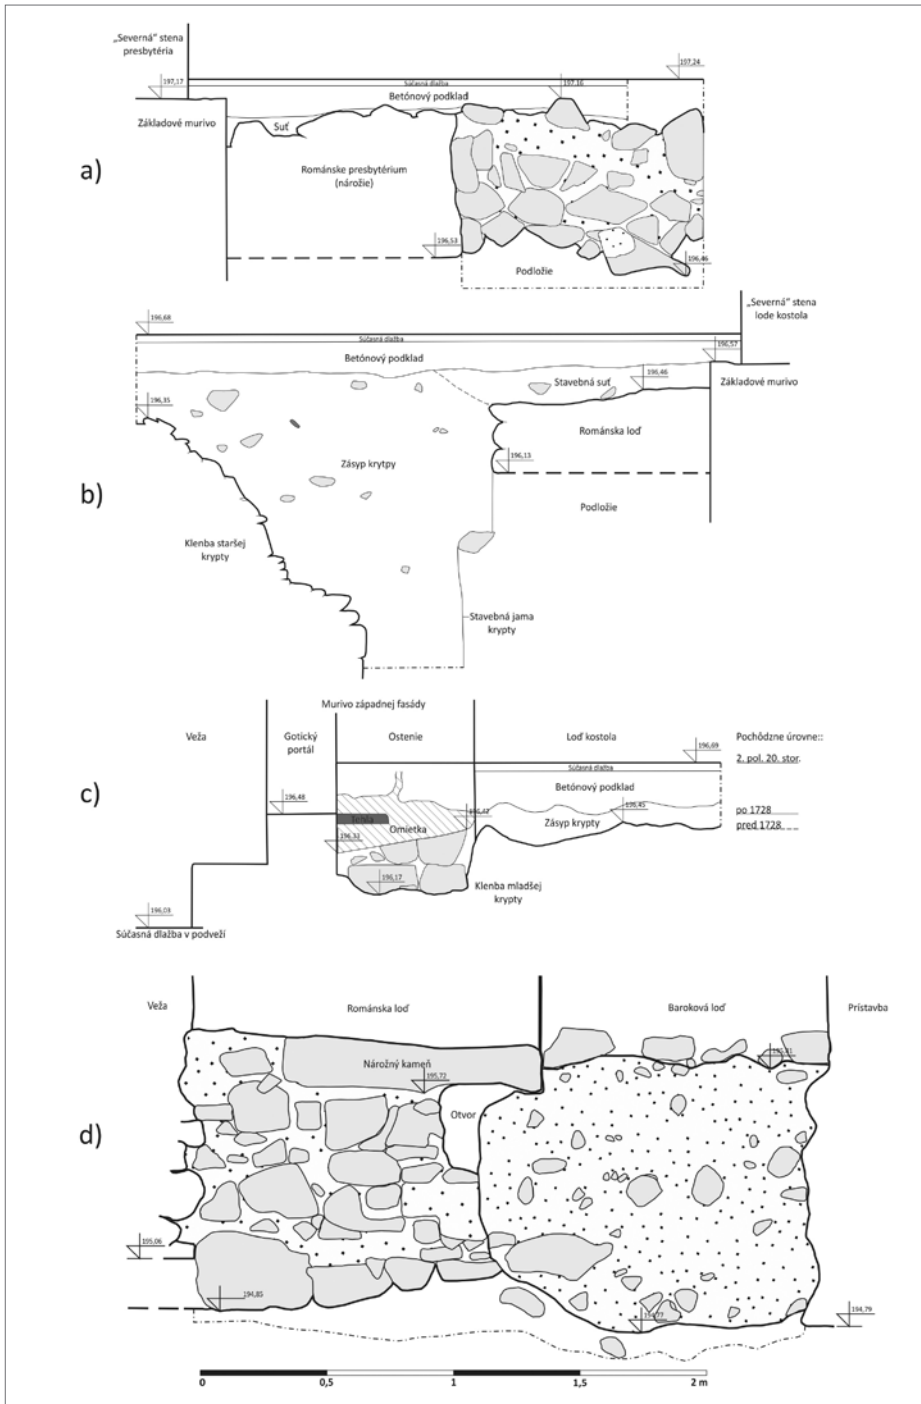 „Severná“ stena
presbytéria
197,17
197,24
Súčasná dlažba
197,16
Betónový podklad
Základové murivo
Suť
a)
Románske presbytérium
(nárožie)
196,53
196,46
Podložie
„Severná“ stena
lode kostola
196,68
Súčasná dlažba
196,57
Betónový podklad
Stavebná suť
196,46
Základové murivo
196,35
Románska loď
Zásyp krytpy
196,13
b)
Podložie
Klenba staršej
krypty
Stavebná jama
krypty
Murivo západnej fasády
Veža
Gotický
portál
Ostenie
Loď kostola
196,69
Pochôdzne úrovne::
2. pol. 20. stor.
Súčasná dlažba
Betónový podklad
c)
196,48
196,42
196,45
Tehla
Omietka
Zásyp krypty
po 1728
pred 1728
196,33
196,17
Klenba mladšej
krypty
196,03
Súčasná dlažba v podveží
Veža
Románska loď
Baroková loď
Prístavba
Nárožný kameň
195,72
Otvor
d)
195,06
194,85
194,77
194,79
0
0,5
1
1,5
2 m